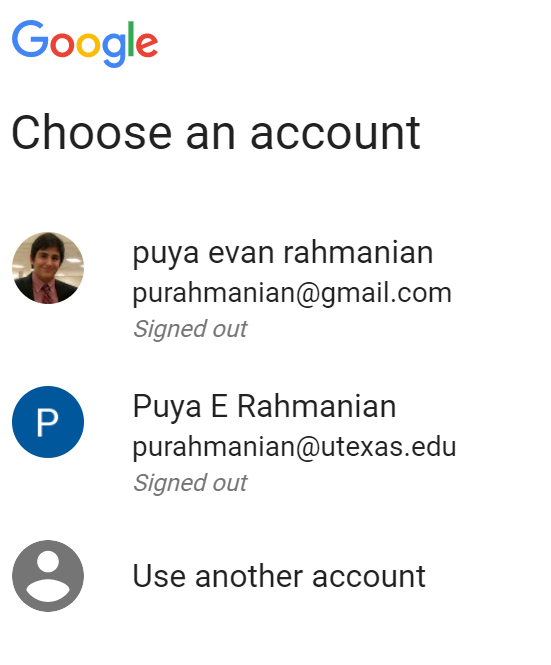 Google
Choose an account
puya evan rahmanian
purahmanian@gmail.com
Signed out
P
Puya E Rahmanian
purahmanian@utexas.edu
Signed out
Use another account